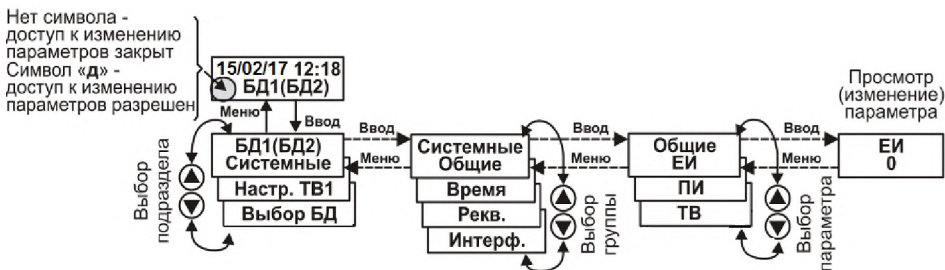 Нет символа -
доступ к изменению
параметров закрыт
Символ «д» -
доступ к изменению
параметров разрешен
15/02/17 12:18
БД1(БД2)
Меню
Ввод
БД1(БД2)
Системные
Настр. ТВ1
Выбор БД
Выбор
подраздела
Ввод
Меню
Системные
Общие
Время
Рекв.
Интерф.
Выбор
группы
Ввод
Меню
Общие
ЕИ
ПИ
ТВ
Выбор
параметра
Ввод
Меню
Просмотр
(изменение)
параметра
ЕИ
0